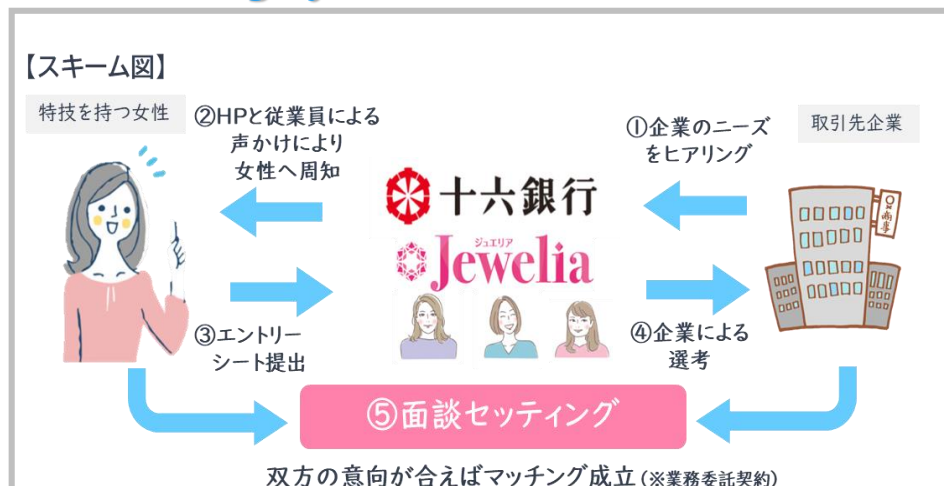 【スキーム図】
特技を持つ女性
②HPと従業員による
声かけにより
女性へ周知
①企業のニーズ
をヒアリング
取引先企業
十六銀行
ジュエリア
Jewelia
③エントリー
シート提出
④企業による
選考
⑤面談セッティング
双方の意向が合えばマッチング成立(※業務委託契約)